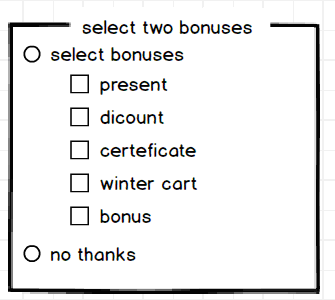 select two bonuses
select bonuses
present
dicount
certeficate
winter cart
bonus
no thanks